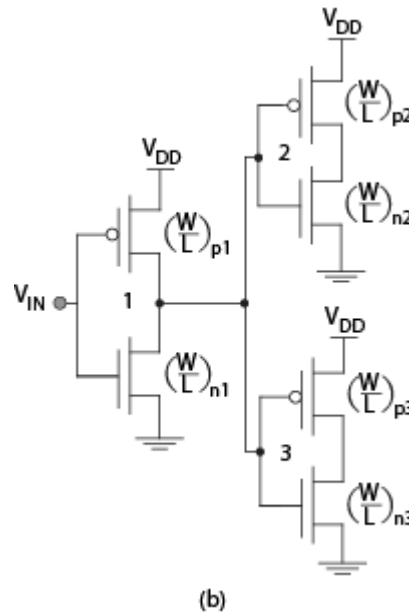 V_DD
(W/L)_p2
2
(W/L)_n2
V_DD
(W/L)_p1
V_IN
1
(W/L)_n1
V_DD
(W/L)_p3
3
(W/L)_n3
(b)